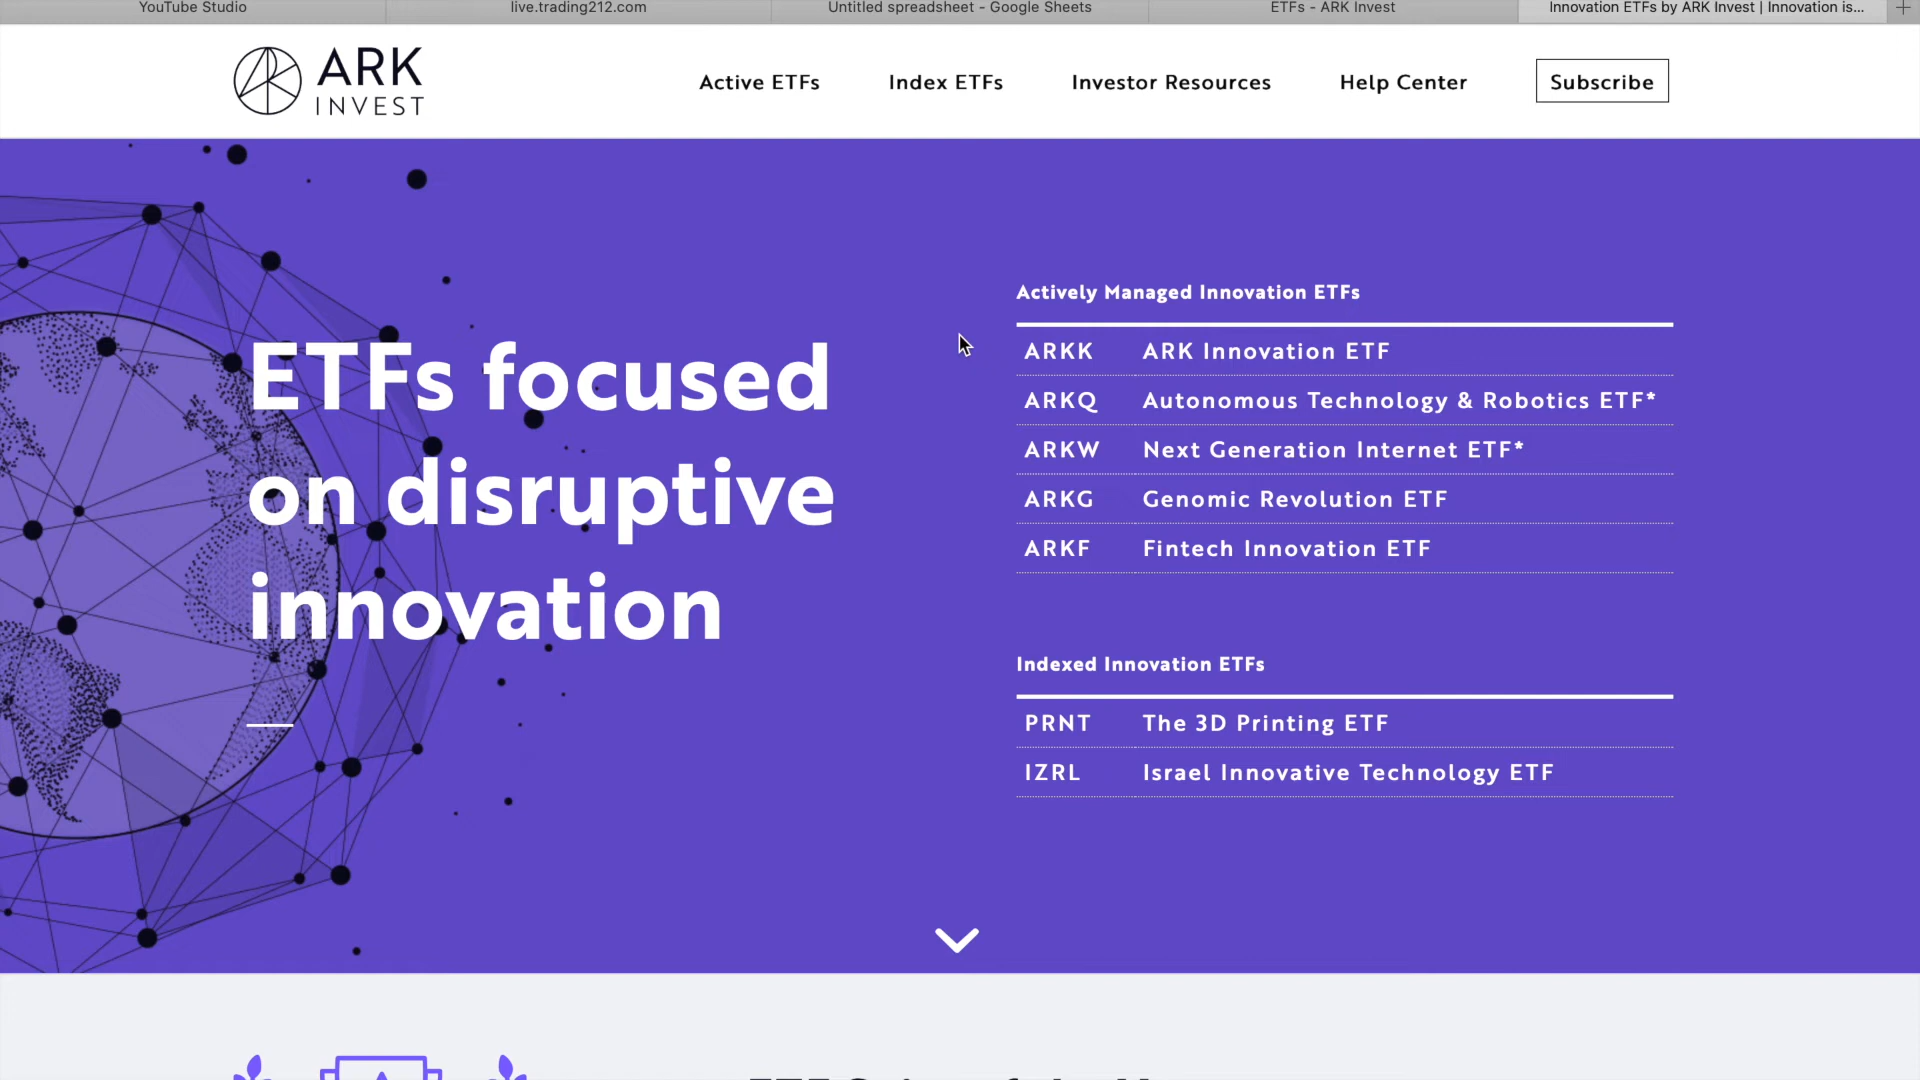 YouTube Studio
live.trading212.com
Untitled spreadsheet - Google Sheets
ETFs - ARK Invest
Innovation ETFs by ARK Invest | Innovation is...
ARK
INVEST
Active ETFs
Index ETFs
Investor Resources
Help Center
Subscribe
ETFs focused
on disruptive
innovation
Actively Managed Innovation ETFs
ARKK ARK Innovation ETF
ARKQ Autonomous Technology & Robotics ETF*
ARKW Next Generation Internet ETF*
ARKG Genomic Revolution ETF
ARKF Fintech Innovation ETF
Indexed Innovation ETFs
PRNT The 3D Printing ETF
IZRL Israel Innovative Technology ETF